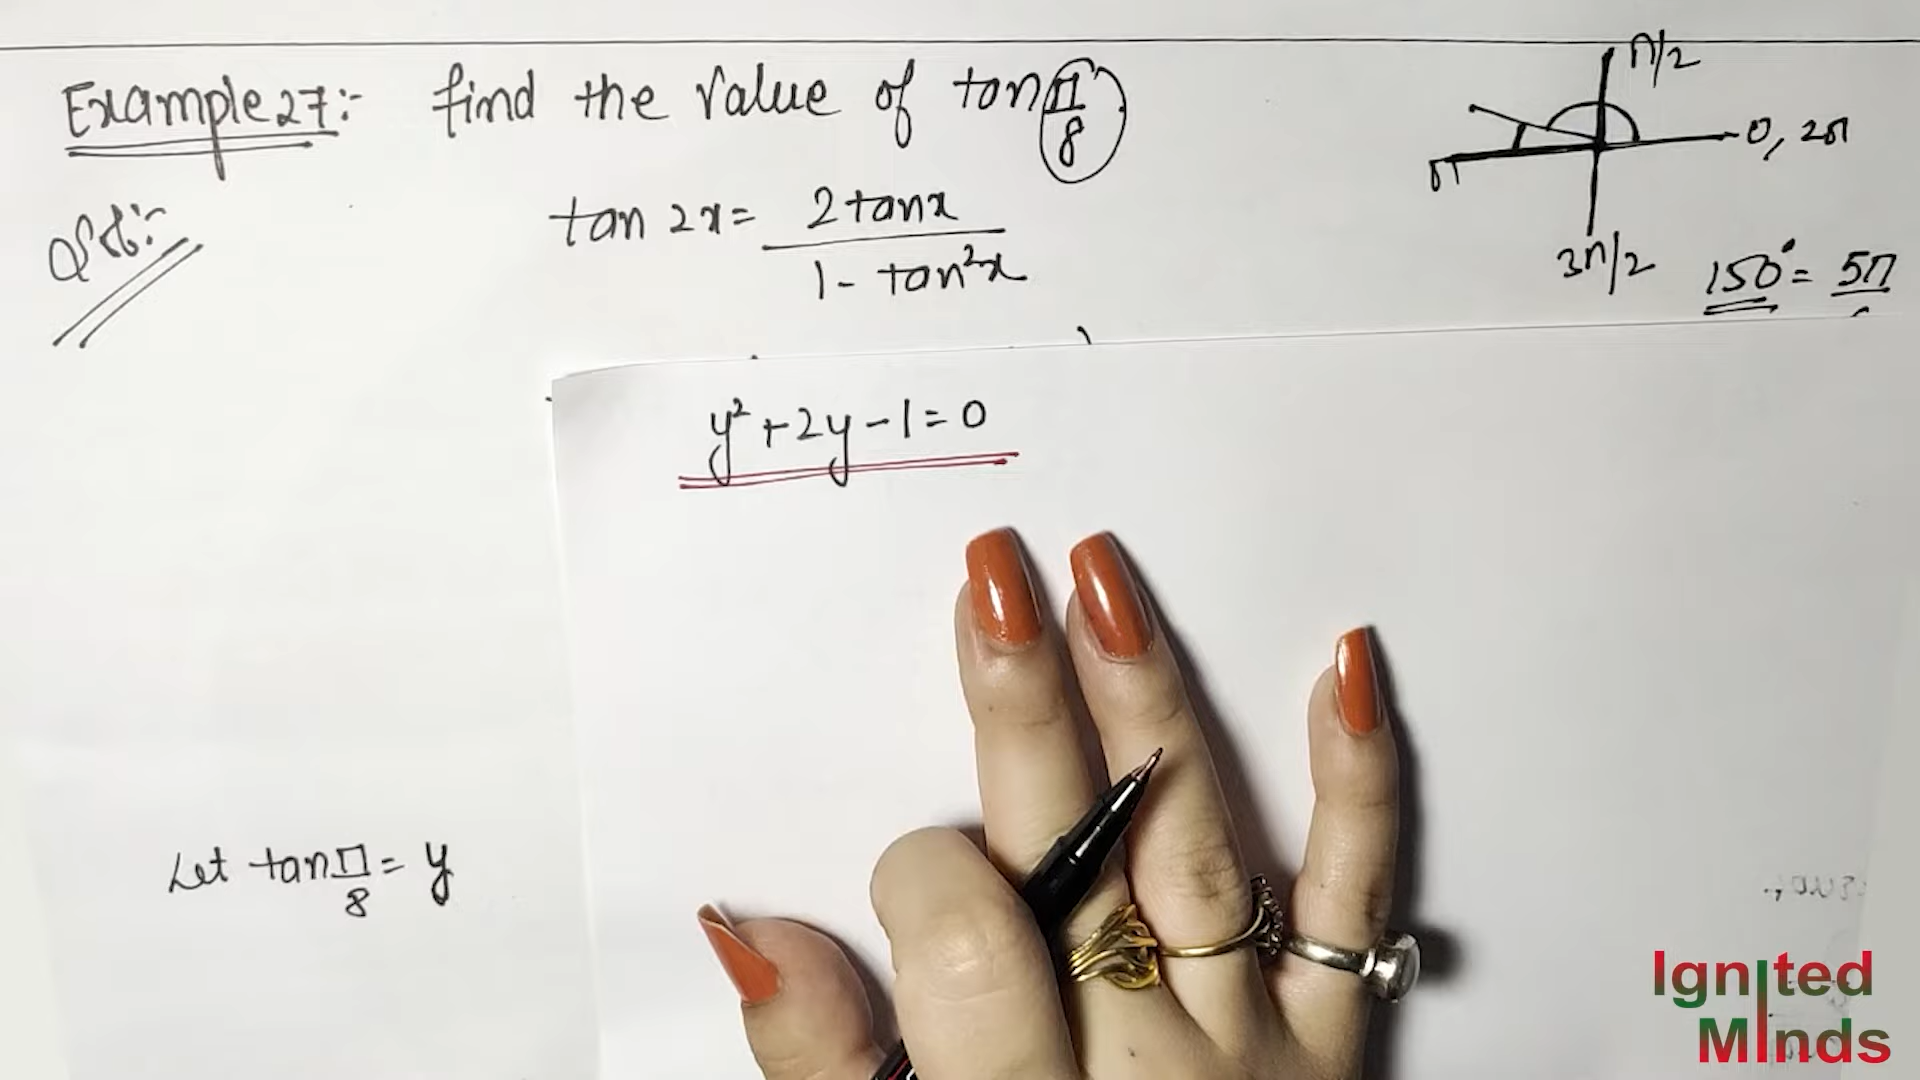 Example 27:- find the value of tan π/8
tan 2x = 2tanx / 1 - tan²x
π/2
0, 2π
π
3π/2
150° = 5π
y² + 2y - 1 = 0
Let tan π/8 = y
Ignited
Minds